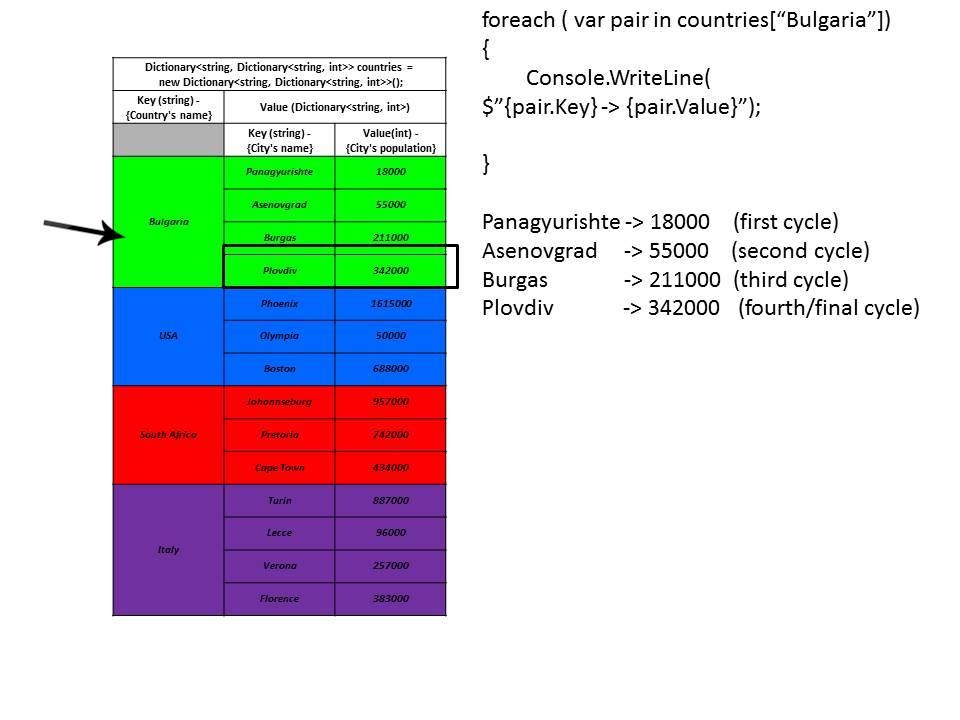 foreach ( var pair in countries[“Bulgaria”])
{
Console.WriteLine(
$”{pair.Key} -> {pair.Value}”);
}
Panagyurishte -> 18000 (first cycle)
Asenovgrad -> 55000 (second cycle)
Burgas -> 211000 (third cycle)
Plovdiv -> 342000 (fourth/final cycle)
Dictionary<string, Dictionary<string, int>> countries =
new Dictionary<string, Dictionary<string, int>>();
Key (string) -
{Country's name}
Value (Dictionary<string, int>)
Key (string) -
{City's name}
Value(int) -
{City's population}
Bulgaria
Panagyurishte 18000
Asenovgrad 55000
Burgas 211000
Plovdiv 342000
USA
Phoenix 1615000
Olympia 50000
Boston 688000
South Africa
Johannseburg 957000
Pretoria 742000
Cape Town 434000
Italy
Turin 887000
Lecce 96000
Verona 257000
Florence 383000